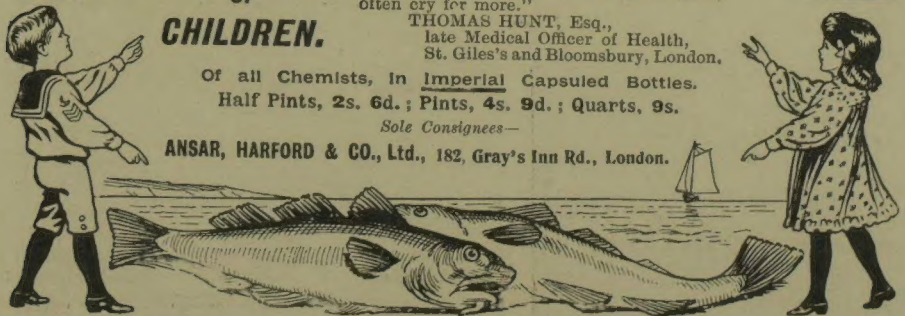 OF
CHILDREN.
often cry for more."
THOMAS HUNT, Esq.,
late Medical Officer of Health,
St. Giles's and Bloomsbury, London.
Of all Chemists, in Imperial Capsuled Bottles.
Half Pints, 2s. 6d.; Pints, 4s. 9d.; Quarts, 9s.
Sole Consignees—
ANSAR, HARFORD & CO., Ltd., 182, Gray's Inn Rd., London.